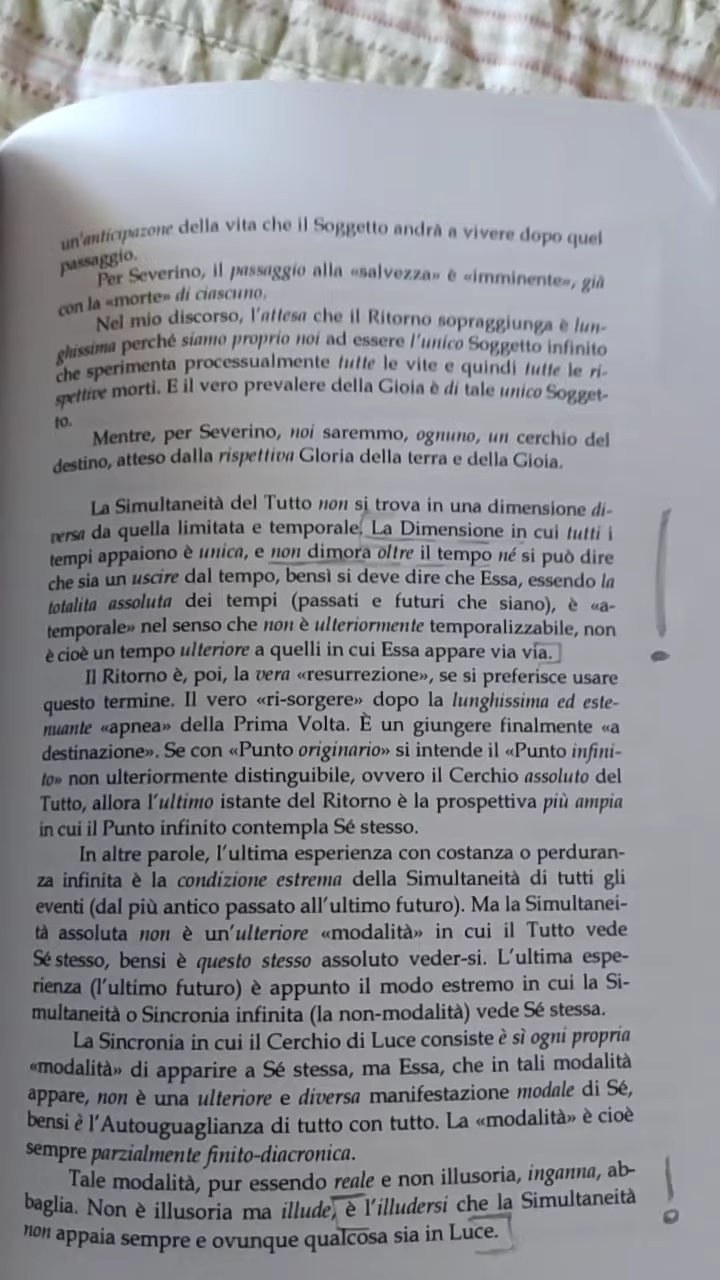 un'anticipazone della vita che il Soggetto andrà a vivere dopo quel
passaggio.
Per Severino, il passaggio alla «salvezza» è «imminente», già
con la «morte» di ciascuno.
Nel mio discorso, l'attesa che il Ritorno sopraggiunga è lun-
ghissima perché siamo proprio noi ad essere l'unico Soggetto infinito
che sperimenta processualmente tutte le vite e quindi tutte le ri-
spettive morti. E il vero prevalere della Gioia è di tale unico Sogget-
to.
Mentre, per Severino, noi saremmo, ognuno, un cerchio del
destino, atteso dalla rispettiva Gloria della terra e della Gioia.
La Simultaneità del Tutto non si trova in una dimensione di-
versa da quella limitata e temporale. La Dimensione in cui tutti i
tempi appaiono è unica, e non dimora oltre il tempo né si può dire
che sia un uscire dal tempo, bensì si deve dire che Essa, essendo la
totalita assoluta dei tempi (passati e futuri che siano), è «a-
temporale» nel senso che non è ulteriormente temporalizzabile, non
è cioè un tempo ulteriore a quelli in cui Essa appare via via.
Il Ritorno è, poi, la vera «resurrezione», se si preferisce usare
questo termine. Il vero «ri-sorgere» dopo la lunghissima ed este-
nuante «apnea» della Prima Volta. È un giungere finalmente «a
destinazione». Se con «Punto originario» si intende il «Punto infini-
to» non ulteriormente distinguibile, ovvero il Cerchio assoluto del
Tutto, allora l'ultimo istante del Ritorno è la prospettiva più ampia
in cui il Punto infinito contempla Sé stesso.
In altre parole, l'ultima esperienza con costanza o perduran-
za infinita è la condizione estrema della Simultaneità di tutti gli
eventi (dal più antico passato all'ultimo futuro). Ma la Simultanei-
tà assoluta non è un'ulteriore «modalità» in cui il Tutto vede
Sé stesso, bensi è questo stesso assoluto veder-si. L'ultima espe-
rienza (l'ultimo futuro) è appunto il modo estremo in cui la Si-
multaneità o Sincronia infinita (la non-modalità) vede Sé stessa.
La Sincronia in cui il Cerchio di Luce consiste è sì ogni propria
«modalità» di apparire a Sé stessa, ma Essa, che in tali modalità
appare, non è una ulteriore e diversa manifestazione modale di Sé,
bensì è l'Autouguaglianza di tutto con tutto. La «modalità» è cioè
sempre parzialmente finito-diacronica.
Tale modalità, pur essendo reale e non illusoria, inganna, ab-
baglia. Non è illusoria ma illude, è l'illudersi che la Simultaneità
non appaia sempre e ovunque qualcosa sia in Luce.